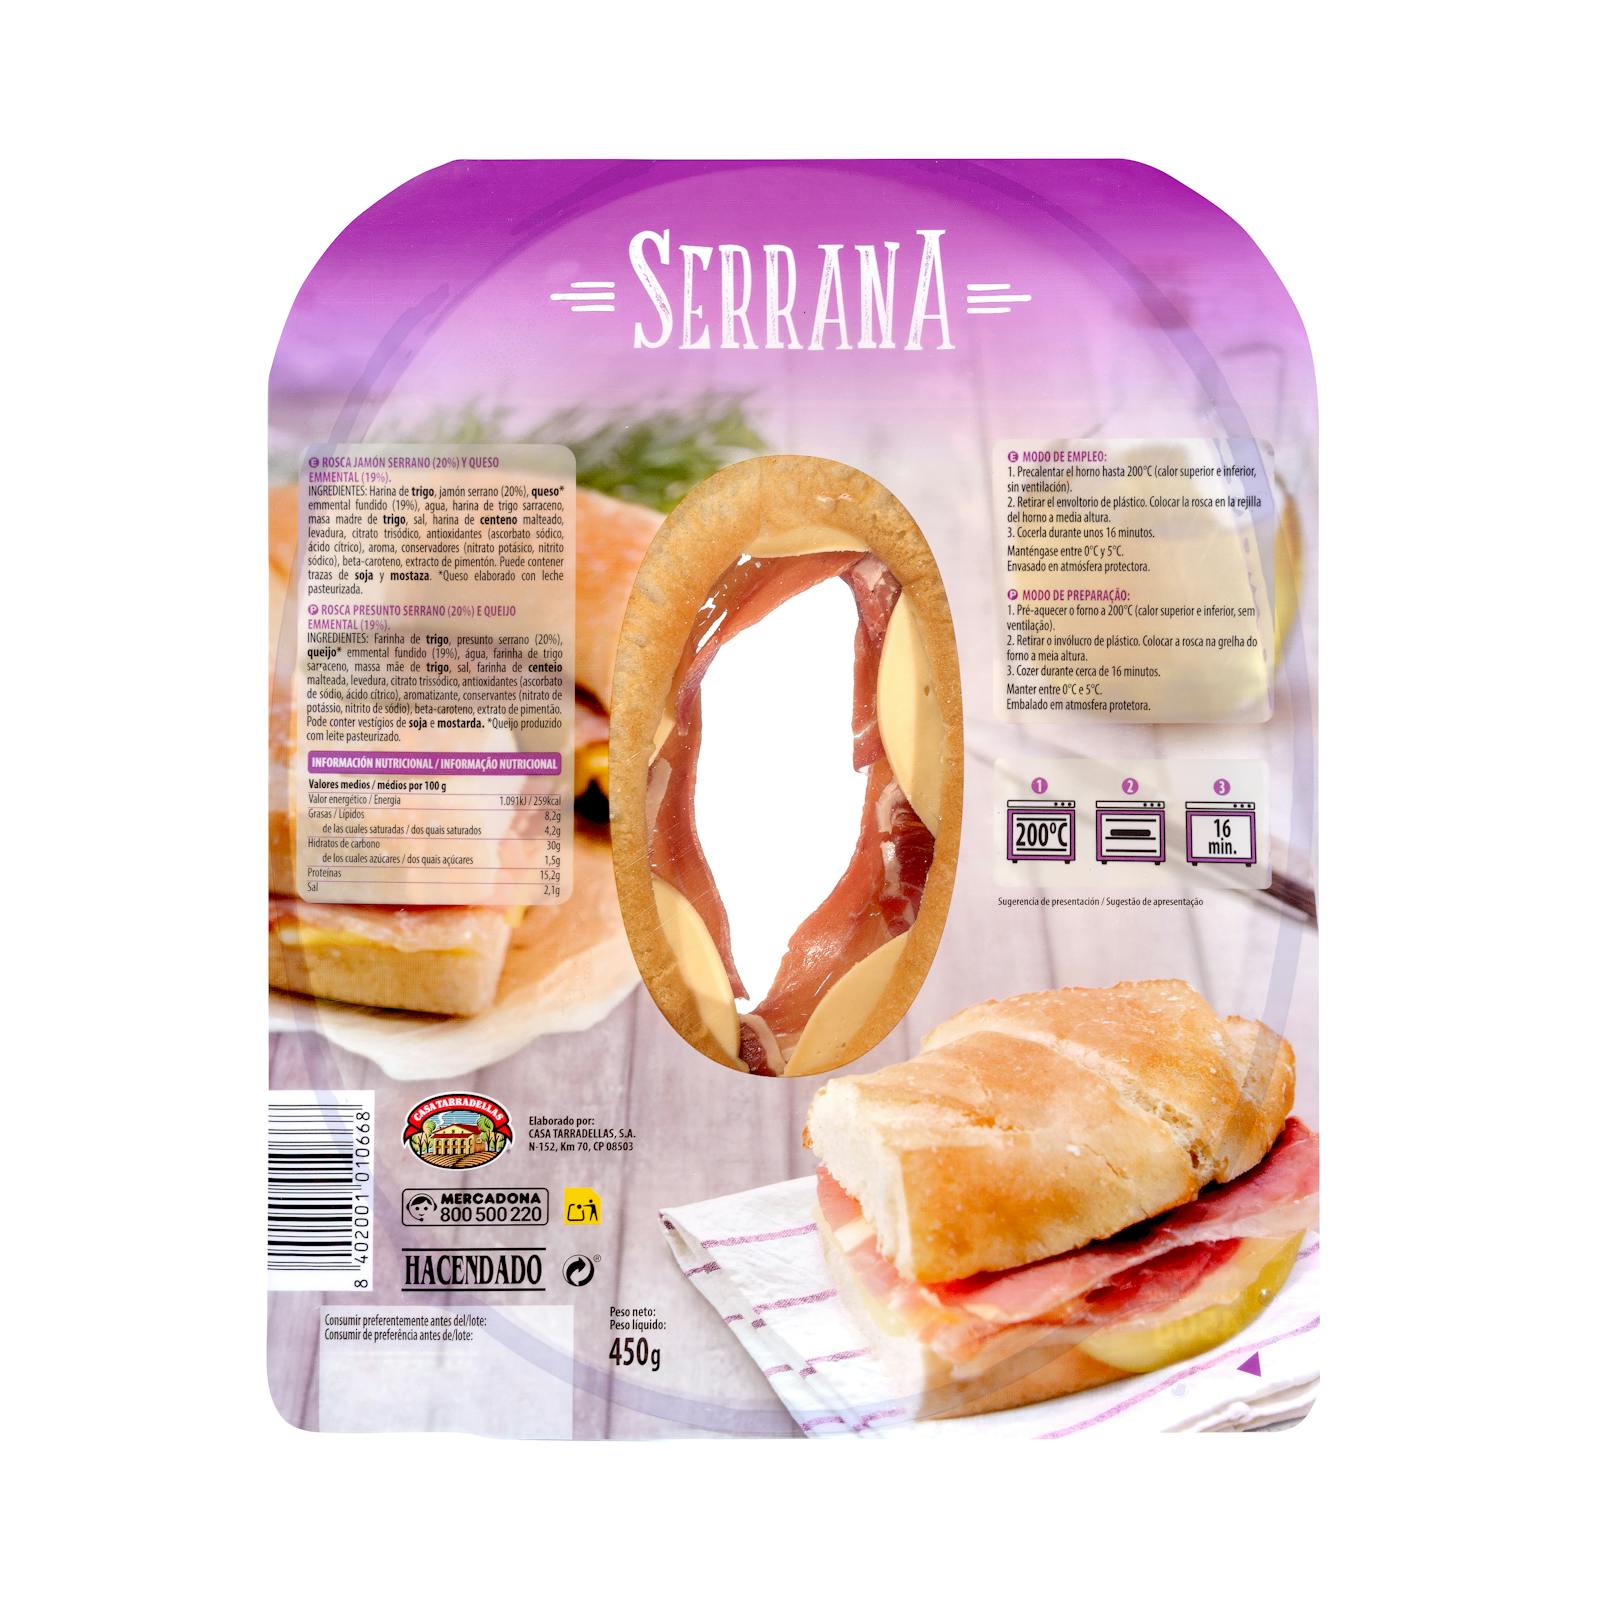 SERRANA
E ROSCA JAMÓN SERRANO (20%) Y QUESO
EMMENTAL (19%).
INGREDIENTES: Harina de trigo, jamón serrano (20%), queso*
emmental fundido (19%), agua, harina de trigo sarraceno,
masa madre de trigo, sal, harina de centeno malteado,
levadura, citrato trisódico, antioxidantes (ascorbato sódico,
ácido cítrico), aroma, conservadores (nitrato potásico, nitrito
sódico), beta-caroteno, extracto de pimentón. Puede contener
trazas de soja y mostaza. *Queso elaborado con leche
pasteurizada.
P ROSCA PRESUNTO SERRANO (20%) E QUEIJO
EMMENTAL (19%).
INGREDIENTES: Farinha de trigo, presunto serrano (20%),
queijo* emmental fundido (19%), água, farinha de trigo
sarraceno, massa mãe de trigo, sal, farinha de centeio
malteada, levedura, citrato trissódico, antioxidantes (ascorbato
de sódio, ácido cítrico), aromatizante, conservantes (nitrato de
potássio, nitrito de sódio), beta-caroteno, extrato de pimentão.
Pode conter vestígios de soja e mostarda. *Queijo produzido
com leite pasteurizado.
INFORMACIÓN NUTRICIONAL / INFORMAÇÃO NUTRICIONAL
Valores medios / médios por 100 g
Valor energético / Energia 1.091kJ / 259kcal
Grasas / Lípidos 8,2g
de las cuales saturadas / dos quais saturados 4,2g
Hidratos de carbono 30g
de los cuales azúcares / dos quais açúcares 1,5g
Proteínas 15,2g
Sal 2,1g
E MODO DE EMPLEO:
1. Precalentar el horno hasta 200°C (calor superior e inferior,
sin ventilación).
2. Retirar el envoltorio de plástico. Colocar la rosca en la rejilla
del horno a media altura.
3. Cocerla durante unos 16 minutos.
Manténgase entre 0°C y 5°C.
Envasado en atmósfera protectora.
P MODO DE PREPARAÇÃO:
1. Pré-aquecer o forno a 200°C (calor superior e inferior, sem
ventilação).
2. Retirar o invólucro de plástico. Colocar a rosca na grelha do
forno a meia altura.
3. Cozer durante cerca de 16 minutos.
Manter entre 0°C e 5°C.
Embalado em atmosfera protetora.
1 2 3
200°C
16
min.
Sugerencia de presentación / Sugestão de apresentação
CASA TARRADELLAS
Elaborado por:
CASA TARRADELLAS, S.A.
N-152, Km 70, CP 08503
MERCADONA
800 500 220
HACENDADO
8 402001 010668
Consumir preferentemente antes del/lote:
Consumir de preferência antes de/lote:
Peso neto:
Peso líquido:
450g